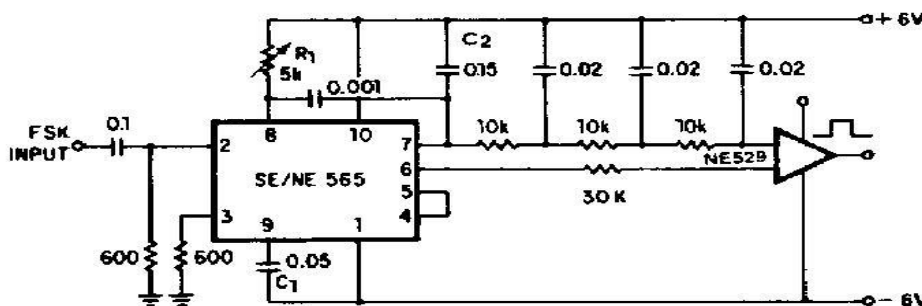 + 6V
R1
5k
0.001
C2
0.15
0.02
0.02
0.02
8
10
0.1
FSK
INPUT
2
7
10k
10k
10k
NE529
SE/NE 565
6
5
30K
3
4
9
1
600
600
0.05
C1
- 6V